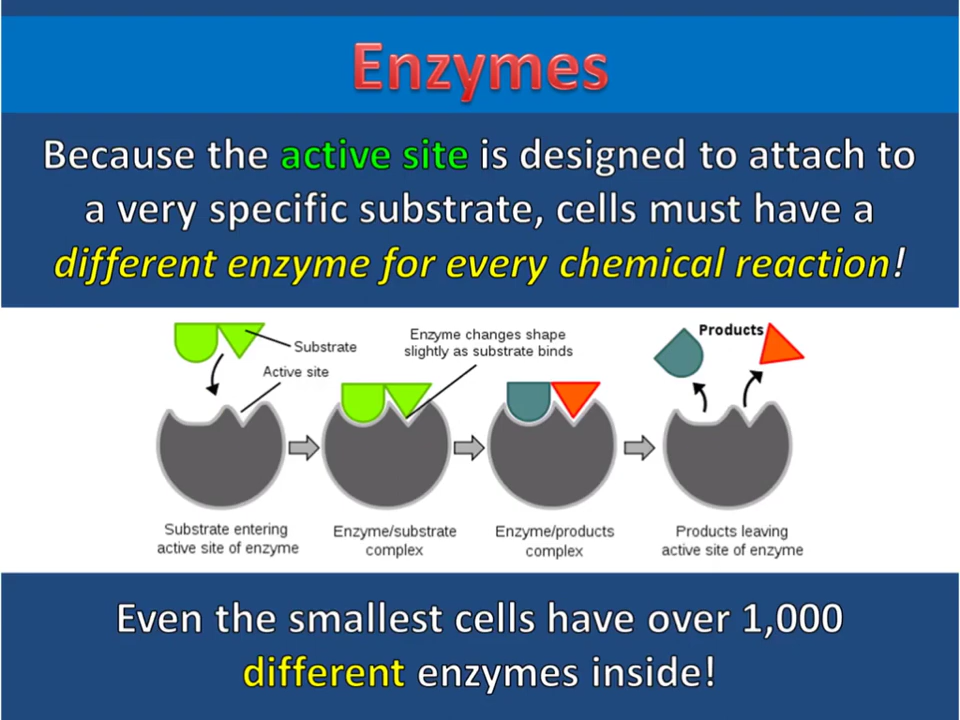 Enzymes
Because the active site is designed to attach to
a very specific substrate, cells must have a
different enzyme for every chemical reaction!
Substrate
Active site
Enzyme changes shape
slightly as substrate binds
Products
Substrate entering
active site of enzyme
Enzyme/substrate
complex
Enzyme/products
complex
Products leaving
active site of enzyme
Even the smallest cells have over 1,000
different enzymes inside!